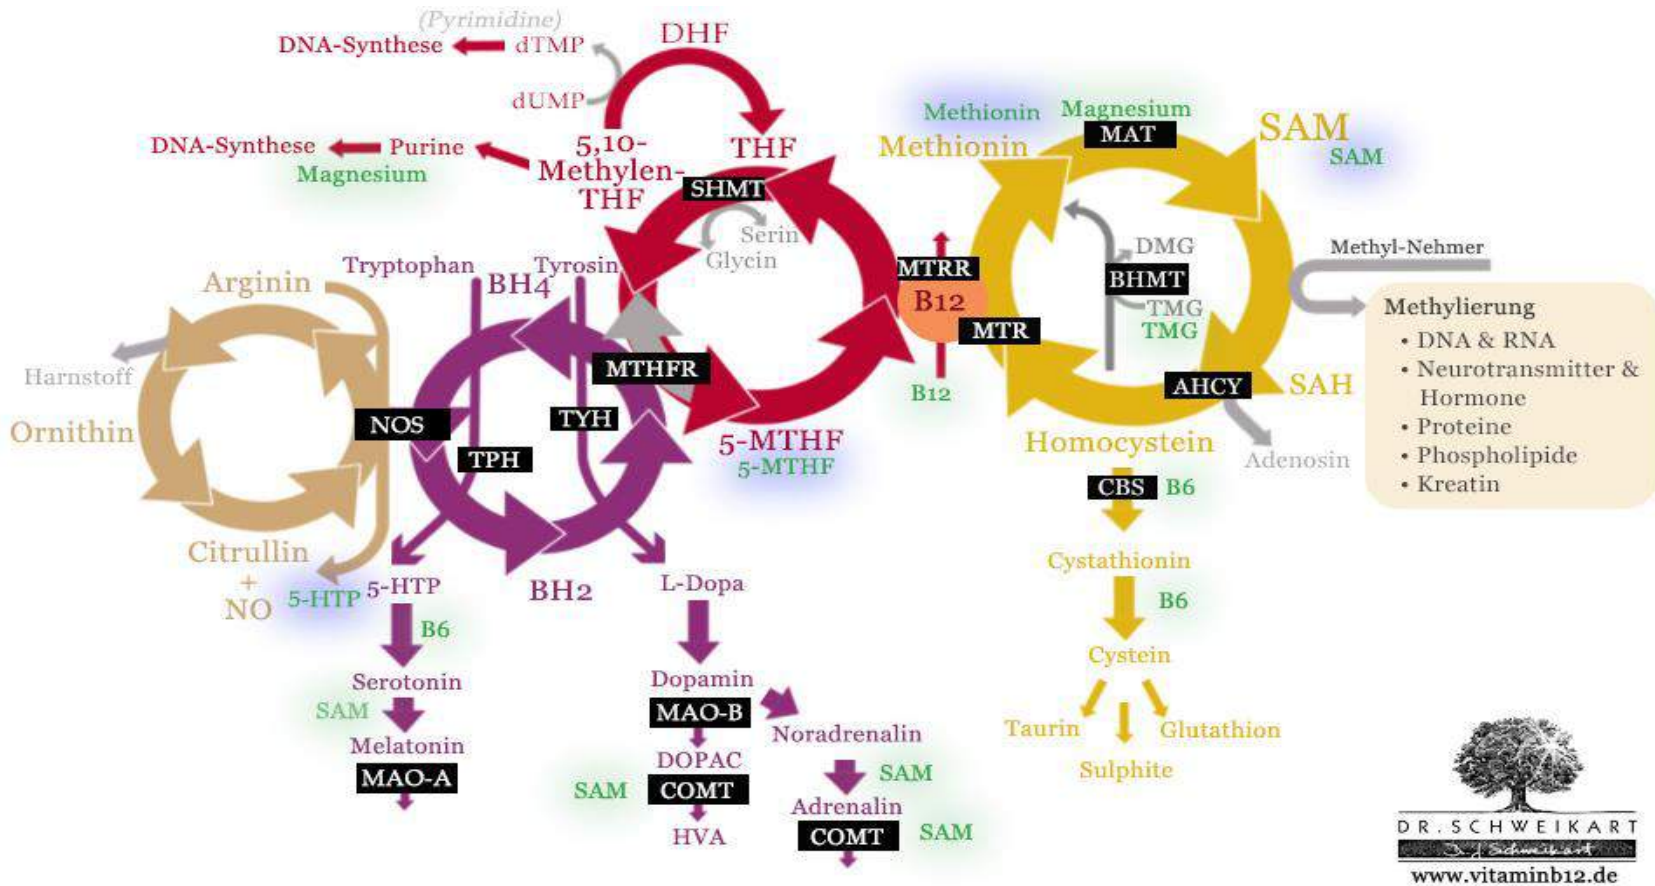 (Pyrimidine)
DNA-Synthese
dTMP
DHF
dUMP
DNA-Synthese
Purine
Magnesium
5,10-
Methylen-
THF
THF
SHMT
Serin
Glycin
Methionin
Magnesium
Methionin
MAT
SAM
SAM
DMG
BHMT
TMG
TMG
Methyl-Nehmer
Methylierung
• DNA & RNA
• Neurotransmitter &
Hormone
• Proteine
• Phospholipide
• Kreatin
MTRR
B12
MTR
B12
AHCY
SAH
Homocystein
Adenosin
CBS
B6
Cystathionin
B6
Cystein
Taurin
Glutathion
Sulphite
Arginin
Harnstoff
Ornithin
Citrullin
+
NO
NOS
Tryptophan
BH4
Tyrosin
MTHFR
TYH
TPH
5-MTHF
5-MTHF
BH2
5-HTP
5-HTP
B6
Serotonin
SAM
Melatonin
MAO-A
L-Dopa
Dopamin
MAO-B
Noradrenalin
DOPAC
SAM
SAM
COMT
Adrenalin
HVA
COMT
SAM
DR. SCHWEIKART
Dr. J. Schweikart
www.vitaminb12.de